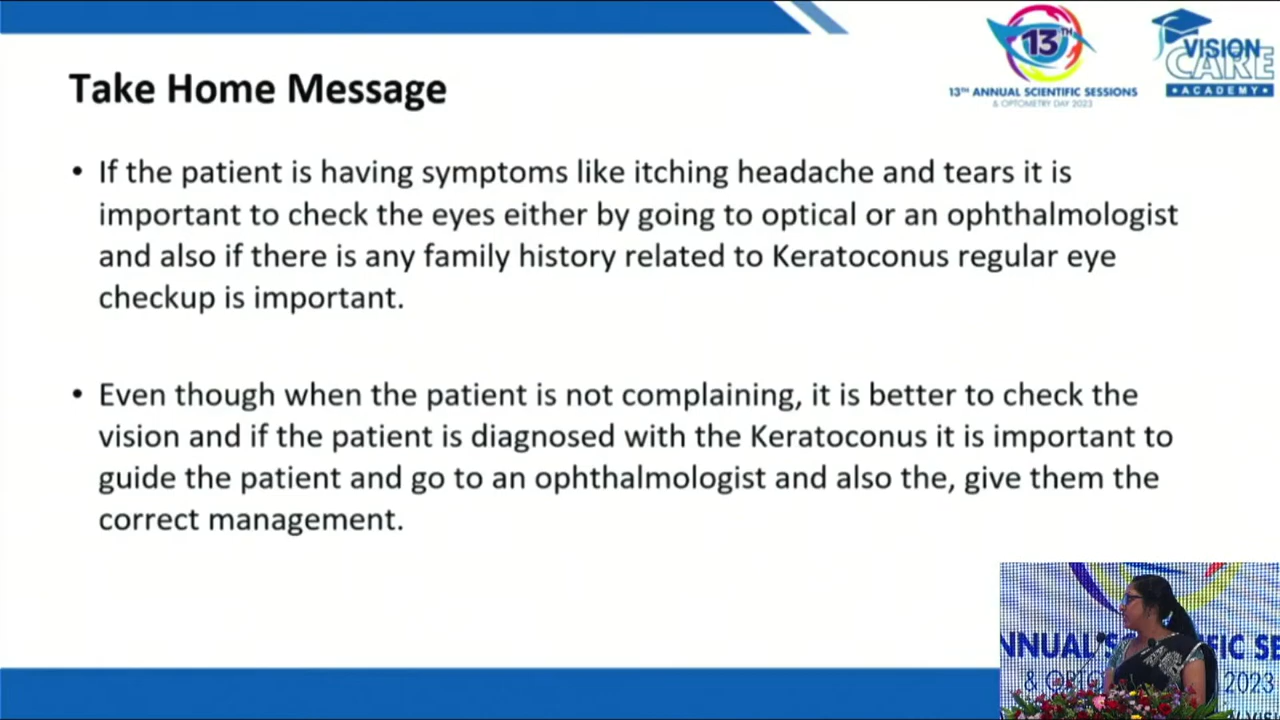 13TH
13TH ANNUAL SCIENTIFIC SESSIONS
& OPTOMETRY DAY 2023
VISION
CARE
•ACADEMY•
Take Home Message
• If the patient is having symptoms like itching headache and tears it is
important to check the eyes either by going to optical or an ophthalmologist
and also if there is any family history related to Keratoconus regular eye
checkup is important.
• Even though when the patient is not complaining, it is better to check the
vision and if the patient is diagnosed with the Keratoconus it is important to
guide the patient and go to an ophthalmologist and also the, give them the
correct management.
NNUAL SC FIC SE
& OPTO 2023